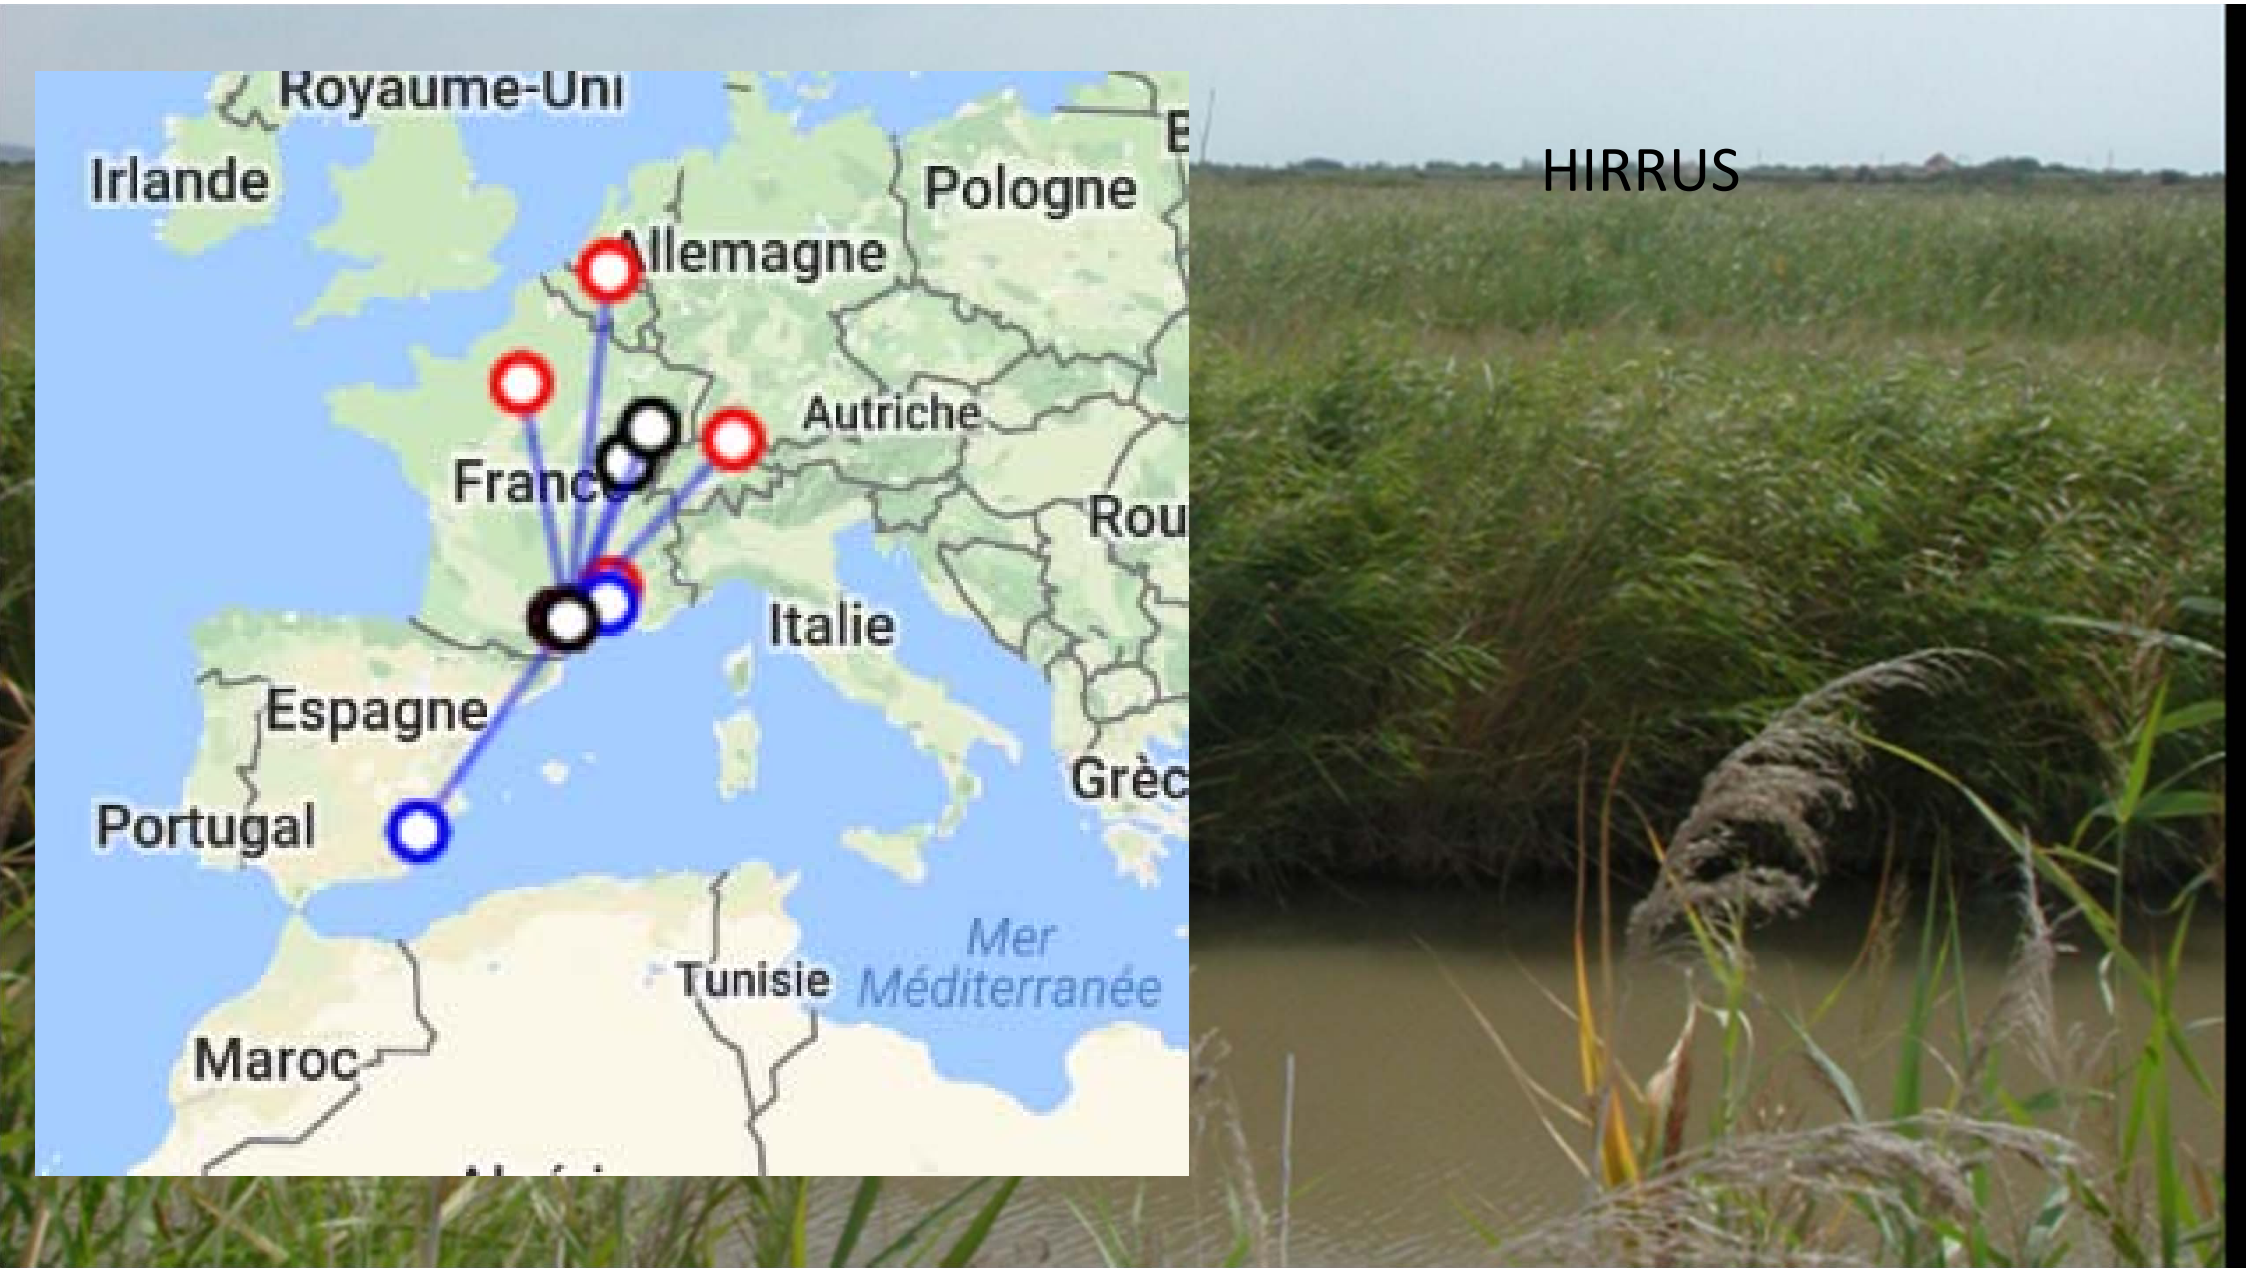 Royaume-Uni
Irlande
Pologne
Allemagne
Autriche
France
Rou
Italie
Espagne
Grèc
Portugal
Mer
Méditerranée
Tunisie
Maroc
HIRRUS